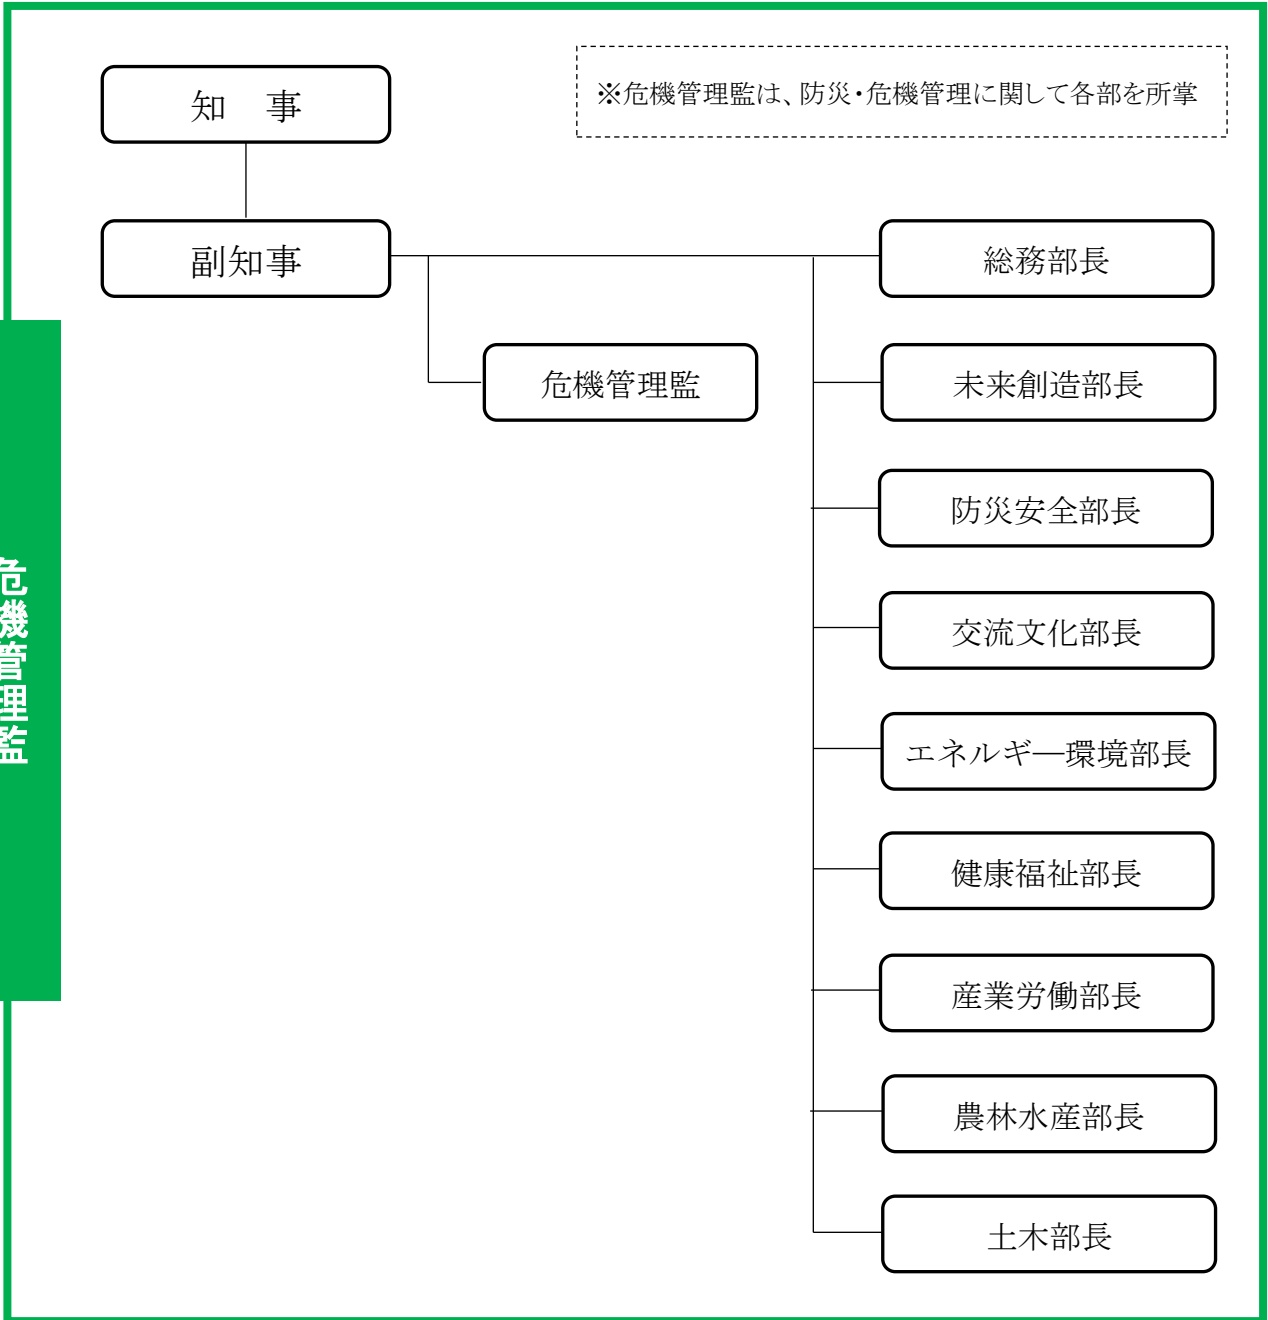 知　事
※危機管理監は、防災・危機管理に関して各部を所掌
副知事
総務部長
危機管理監
未来創造部長
防災安全部長
交流文化部長
エネルギー環境部長
健康福祉部長
産業労働部長
農林水産部長
土木部長
危機管理監